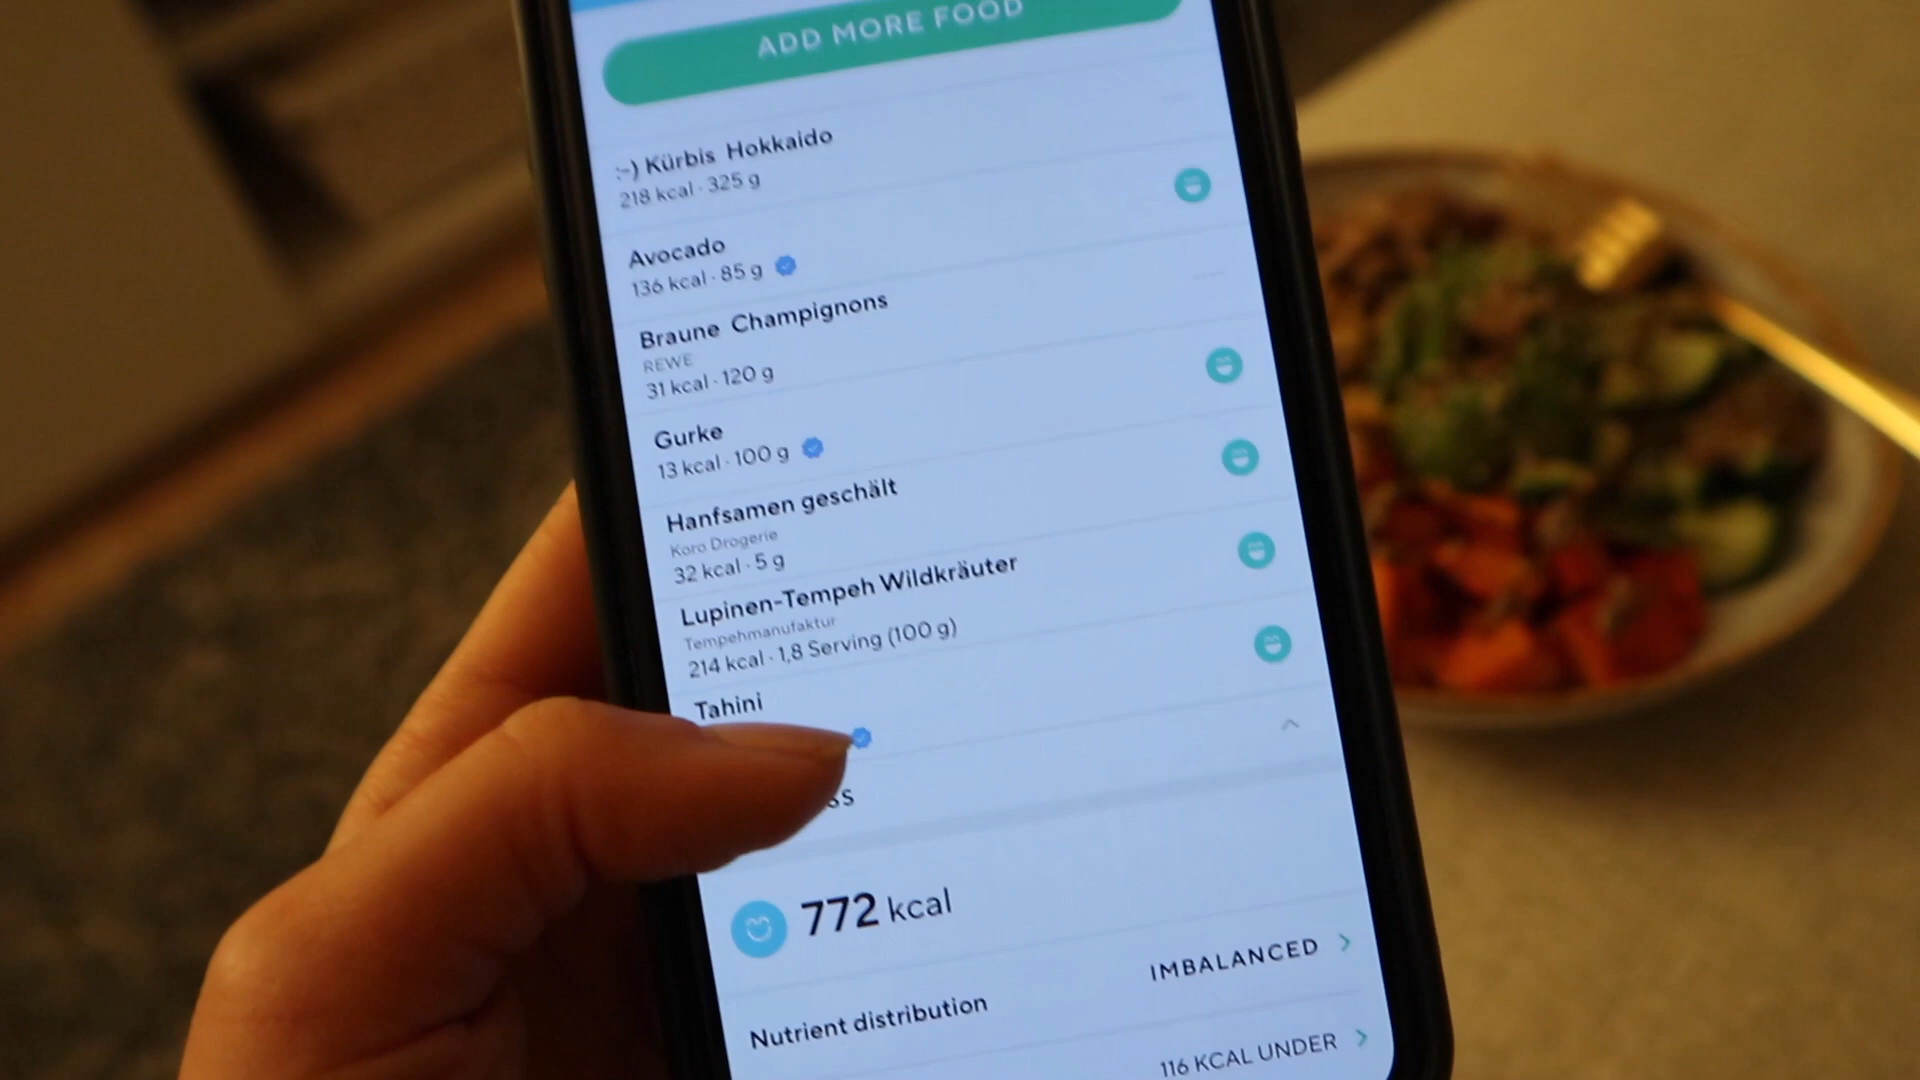 ADD MORE FOOD
:-) Kürbis Hokkaido
218 kcal · 325 g
Avocado
136 kcal · 85 g
Braune Champignons
REWE
31 kcal · 120 g
Gurke
13 kcal · 100 g
Hanfsamen geschält
Koro Drogerie
32 kcal · 5 g
Lupinen-Tempeh Wildkräuter
Tempehmanufaktur
214 kcal · 1,8 Serving (100 g)
Tahini
772 kcal
IMBALANCED
Nutrient distribution
116 KCAL UNDER